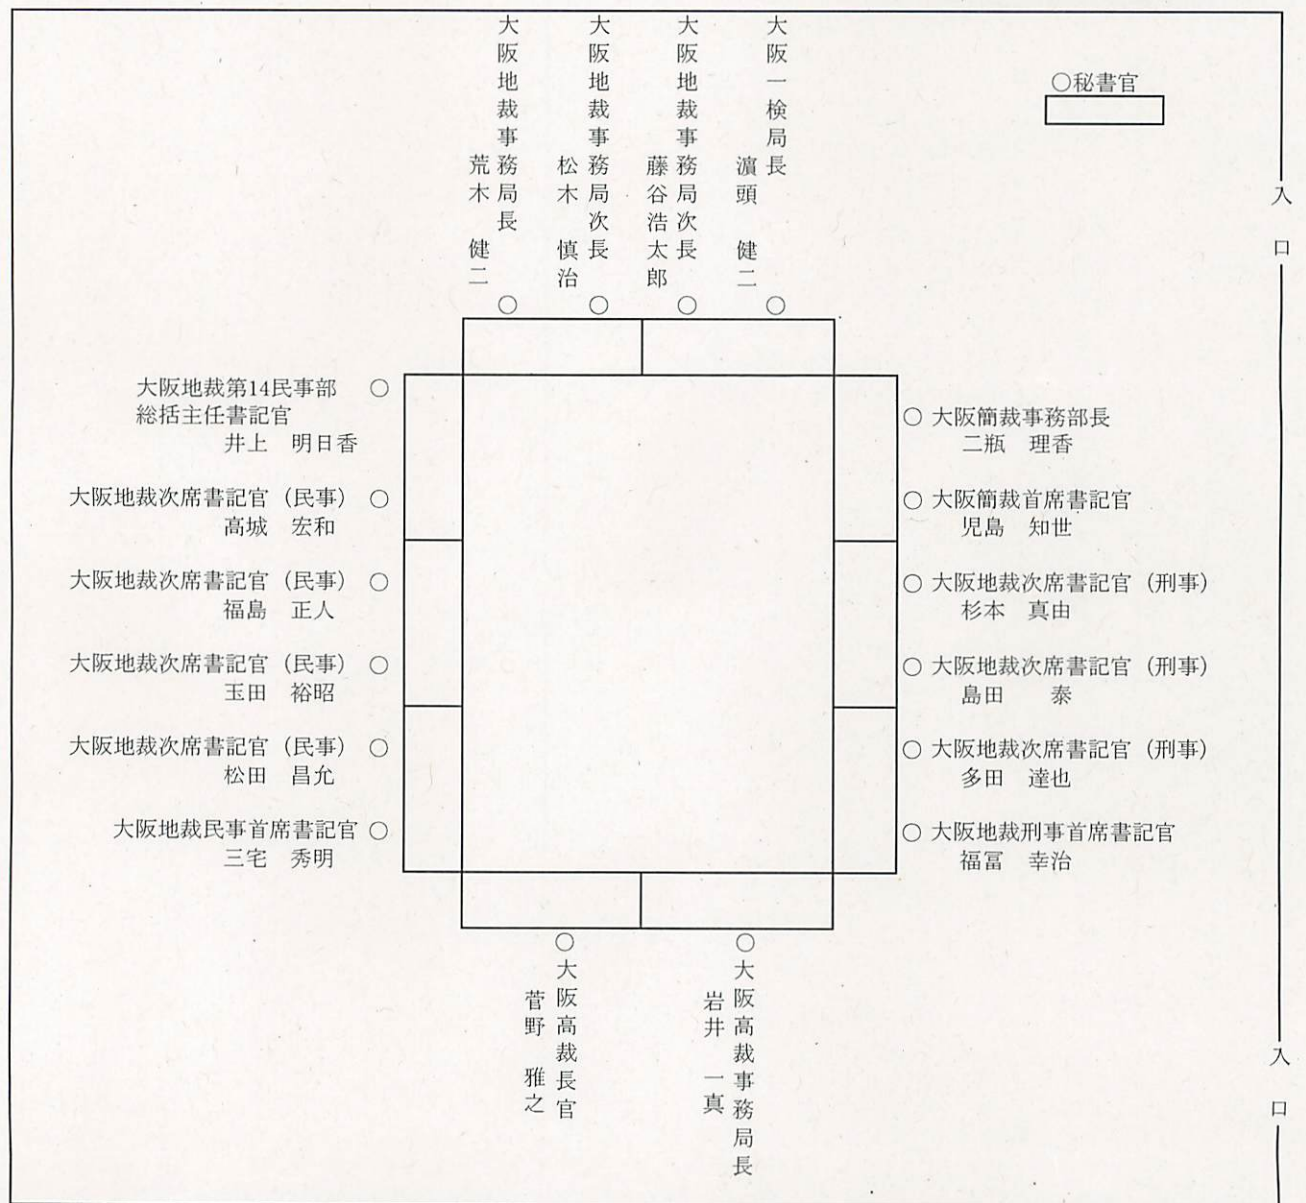 大阪地裁事務局長
荒木　健二
大阪地裁事務局次長
松木　慎治
大阪地裁事務局次長
藤谷浩太郎
大阪一検局長
濵頭　健二
○秘書官
入口
大阪地裁第14民事部
総括主任書記官
井上　明日香
大阪地裁次席書記官（民事）
高城　宏和
大阪地裁次席書記官（民事）
福島　正人
大阪地裁次席書記官（民事）
玉田　裕昭
大阪地裁次席書記官（民事）
松田　昌允
大阪地裁民事首席書記官
三宅　秀明
大阪簡裁事務部長
二瓶　理香
大阪簡裁首席書記官
児島　知世
大阪地裁次席書記官（刑事）
杉本　真由
大阪地裁次席書記官（刑事）
島田　泰
大阪地裁次席書記官（刑事）
多田　達也
大阪地裁刑事首席書記官
福冨　幸治
大阪高裁長官
菅野　雅之
大阪高裁事務局長
岩井　一真
入口